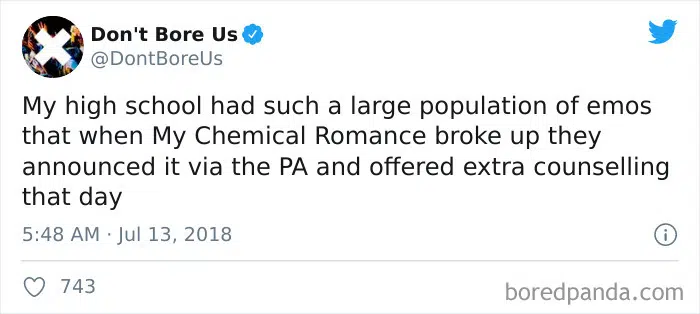 Don't Bore Us
@DontBoreUs
My high school had such a large population of emos
that when My Chemical Romance broke up they
announced it via the PA and offered extra counselling
that day
5:48 AM · Jul 13, 2018
743
boredpanda.com